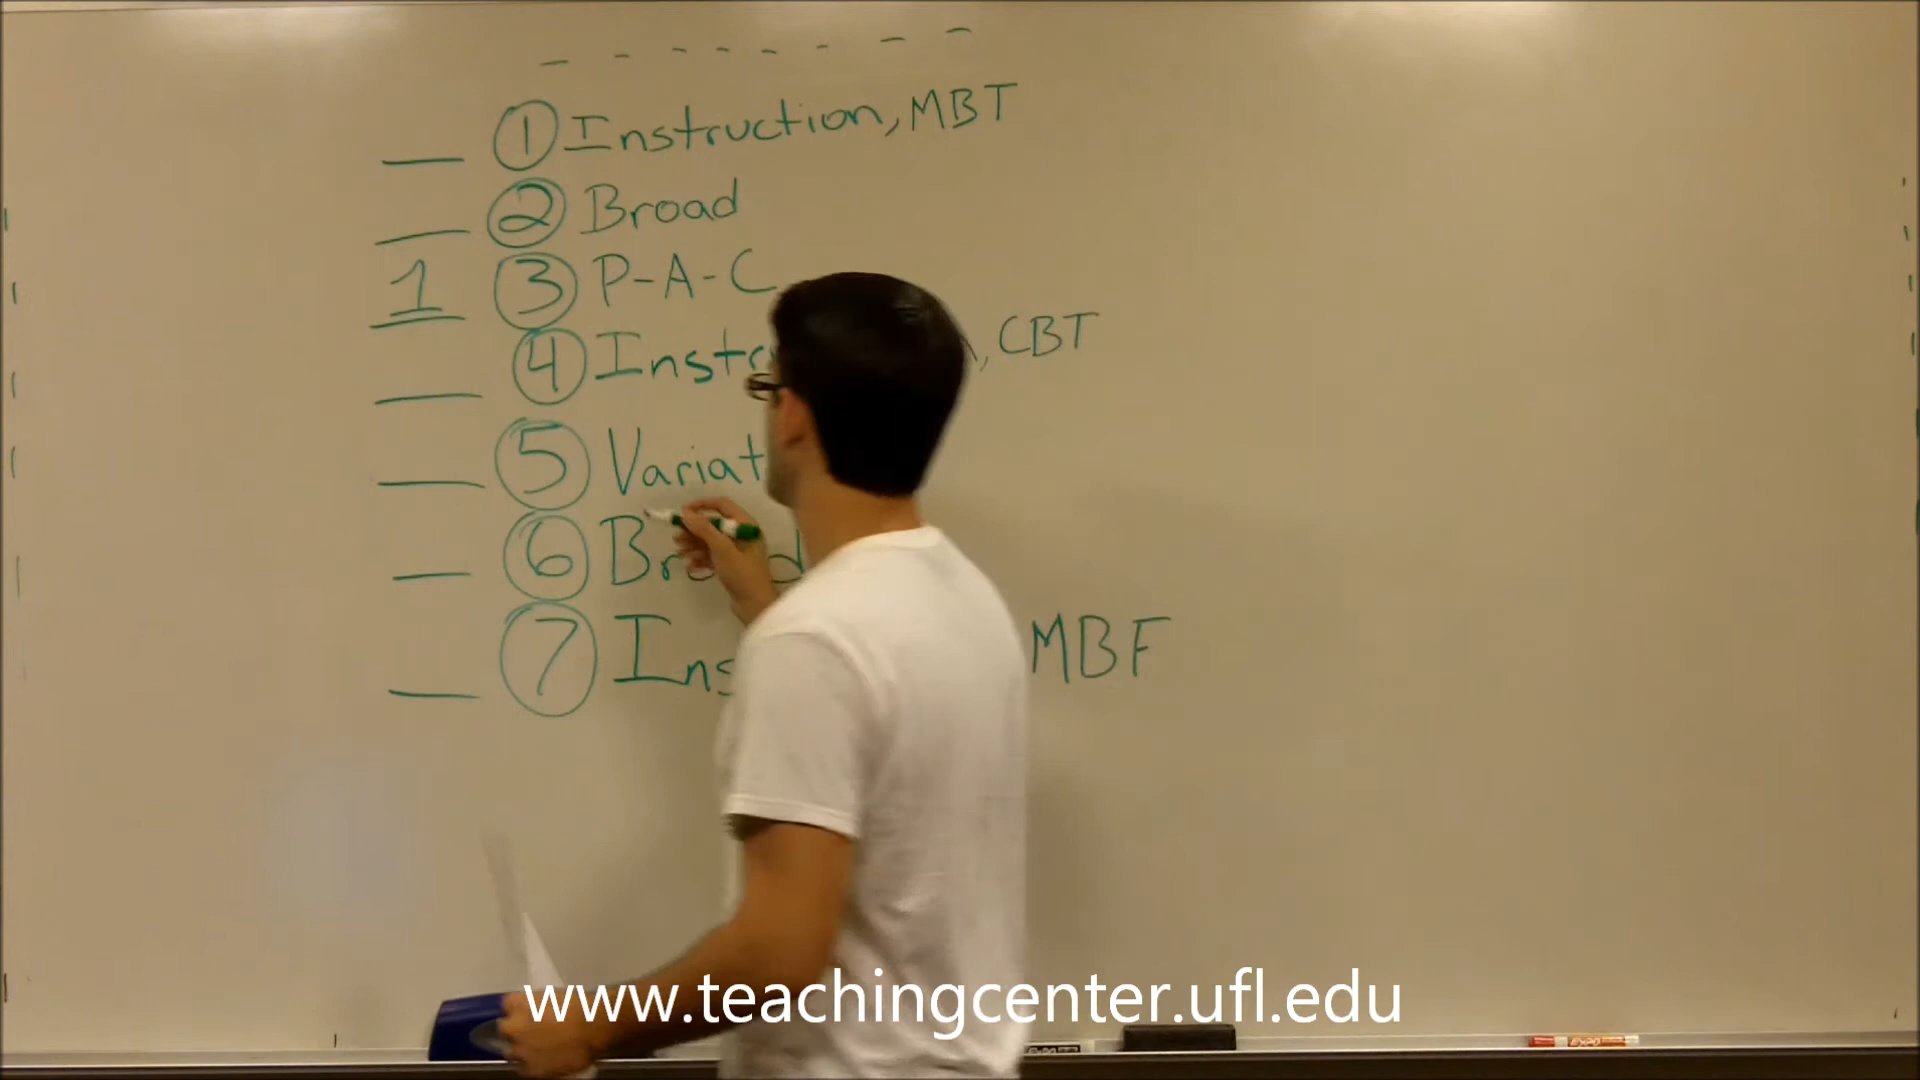 ① Instruction, MBT
② Broad
1 ③ P-A-C
④ Instr , CBT
⑤ Variat
⑥ Br d
⑦ Ins MBF
www.teachingcenter.ufl.edu